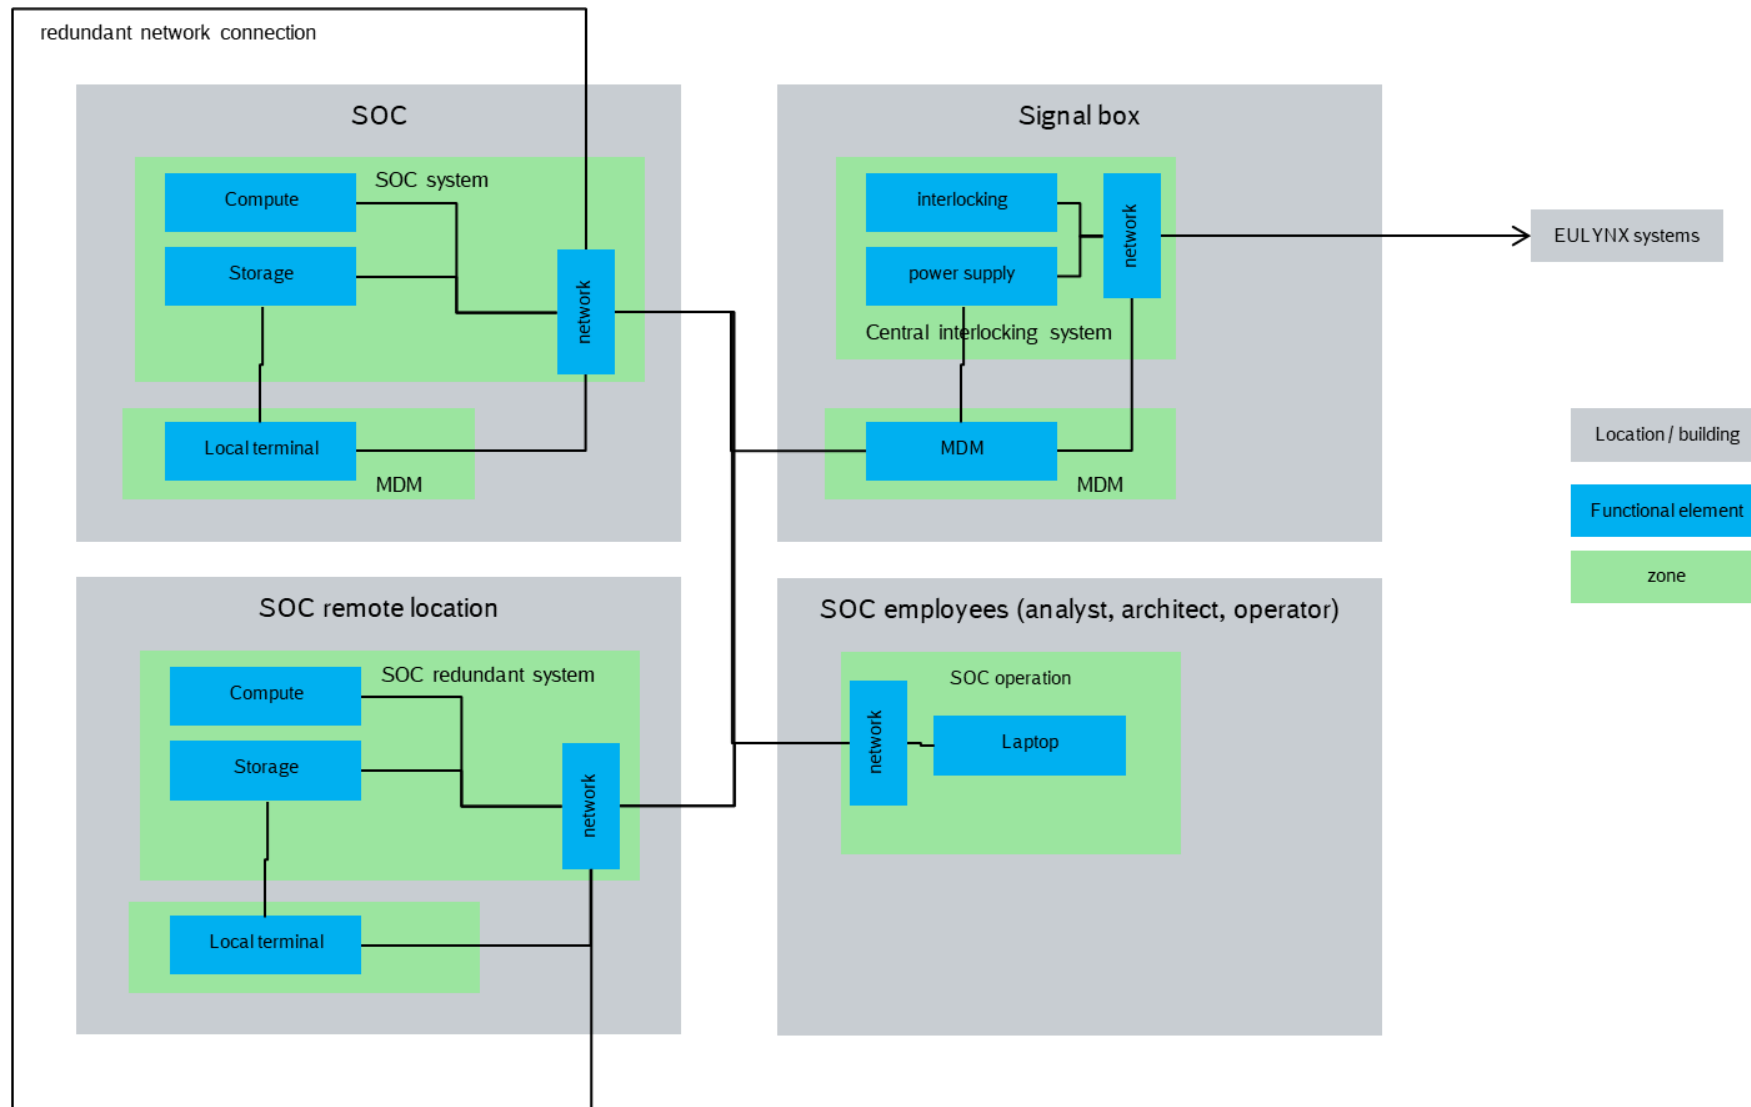 redundant network connection
SOC
SOC system
Compute
Storage
network
Local terminal
MDM
Signal box
interlocking
power supply
network
Central interlocking system
MDM
MDM
EULYNX systems
Location / building
Functional element
zone
SOC remote location
SOC redundant system
Compute
Storage
network
Local terminal
SOC employees (analyst, architect, operator)
SOC operation
network
Laptop